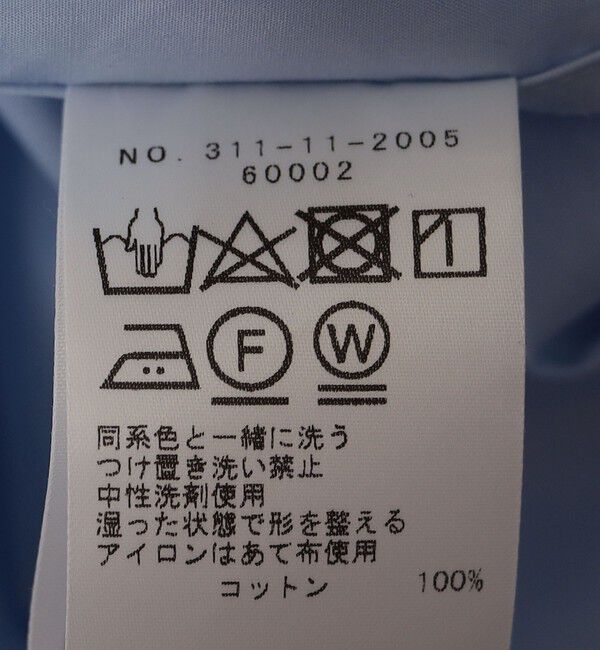 NO. 311-11-2005
60002
F W
同系色と一緒に洗う
つけ置き洗い禁止
中性洗剤使用
湿った状態で形を整える
アイロンはあて布使用
コットン 100%